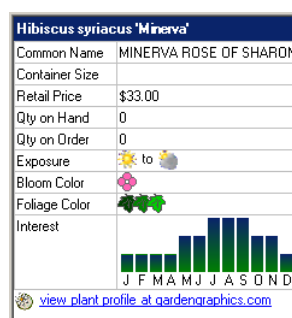 Hibiscus syriacus 'Minerva'
Common Name MINERVA ROSE OF SHARON
Container Size
Retail Price $33.00
Qty on Hand 0
Qty on Order 0
Exposure to
Bloom Color
Foliage Color
Interest
J F M A M J J A S O N D
view plant profile at gardengraphics.com